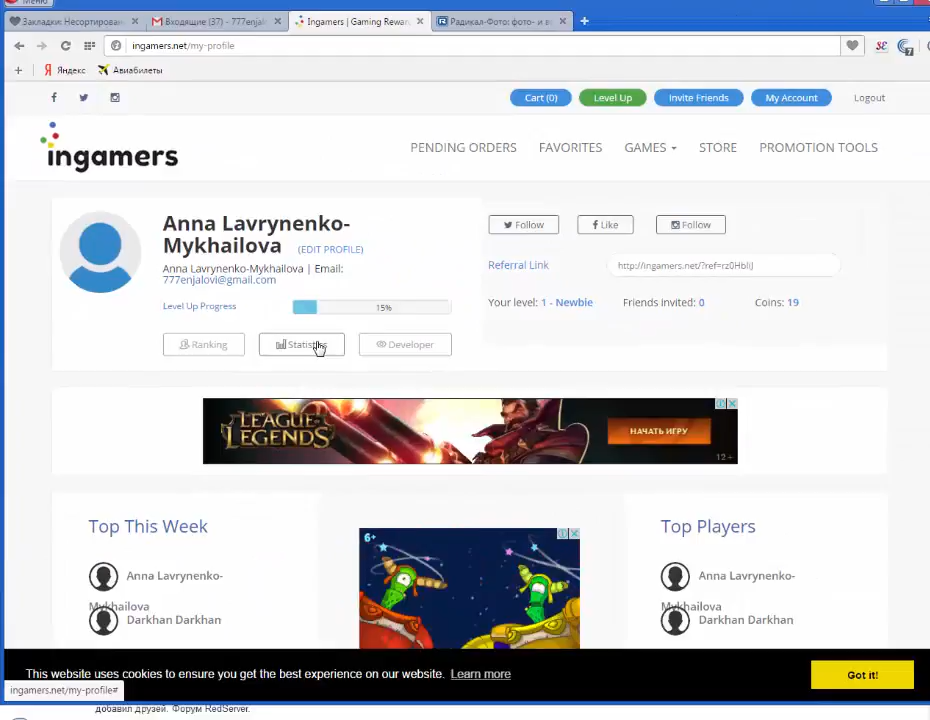 Меню
Закладки: Несортирован
Входящие (37) - 777enjal
Ingamers | Gaming Rewar
Радикал-Фото: фото- и в
ingamers.net/my-profile
Яндекс
Авиабилеты
Cart (0)
Level Up
Invite Friends
My Account
Logout
ingamers
PENDING ORDERS
FAVORITES
GAMES
STORE
PROMOTION TOOLS
Anna Lavrynenko-
Mykhailova (EDIT PROFILE)
Anna Lavrynenko-Mykhailova | Email:
777enjalovi@gmail.com
Level Up Progress
15%
Ranking
Statistics
Developer
Follow
Like
Follow
Referral Link
http://ingamers.net/?ref=rz0HbIiJ
Your level: 1 - Newbie
Friends Invited: 0
Coins: 19
LEAGUE of
LEGENDS
НАЧАТЬ ИГРУ
12+
Top This Week
Anna Lavrynenko-
Mykhailova
Darkhan Darkhan
6+
Top Players
Anna Lavrynenko-
Mykhailova
Darkhan Darkhan
This website uses cookies to ensure you get the best experience on our website. Learn more
Got it!
ingamers.net/my-profile#
добавил друзей. Форум RedServer.